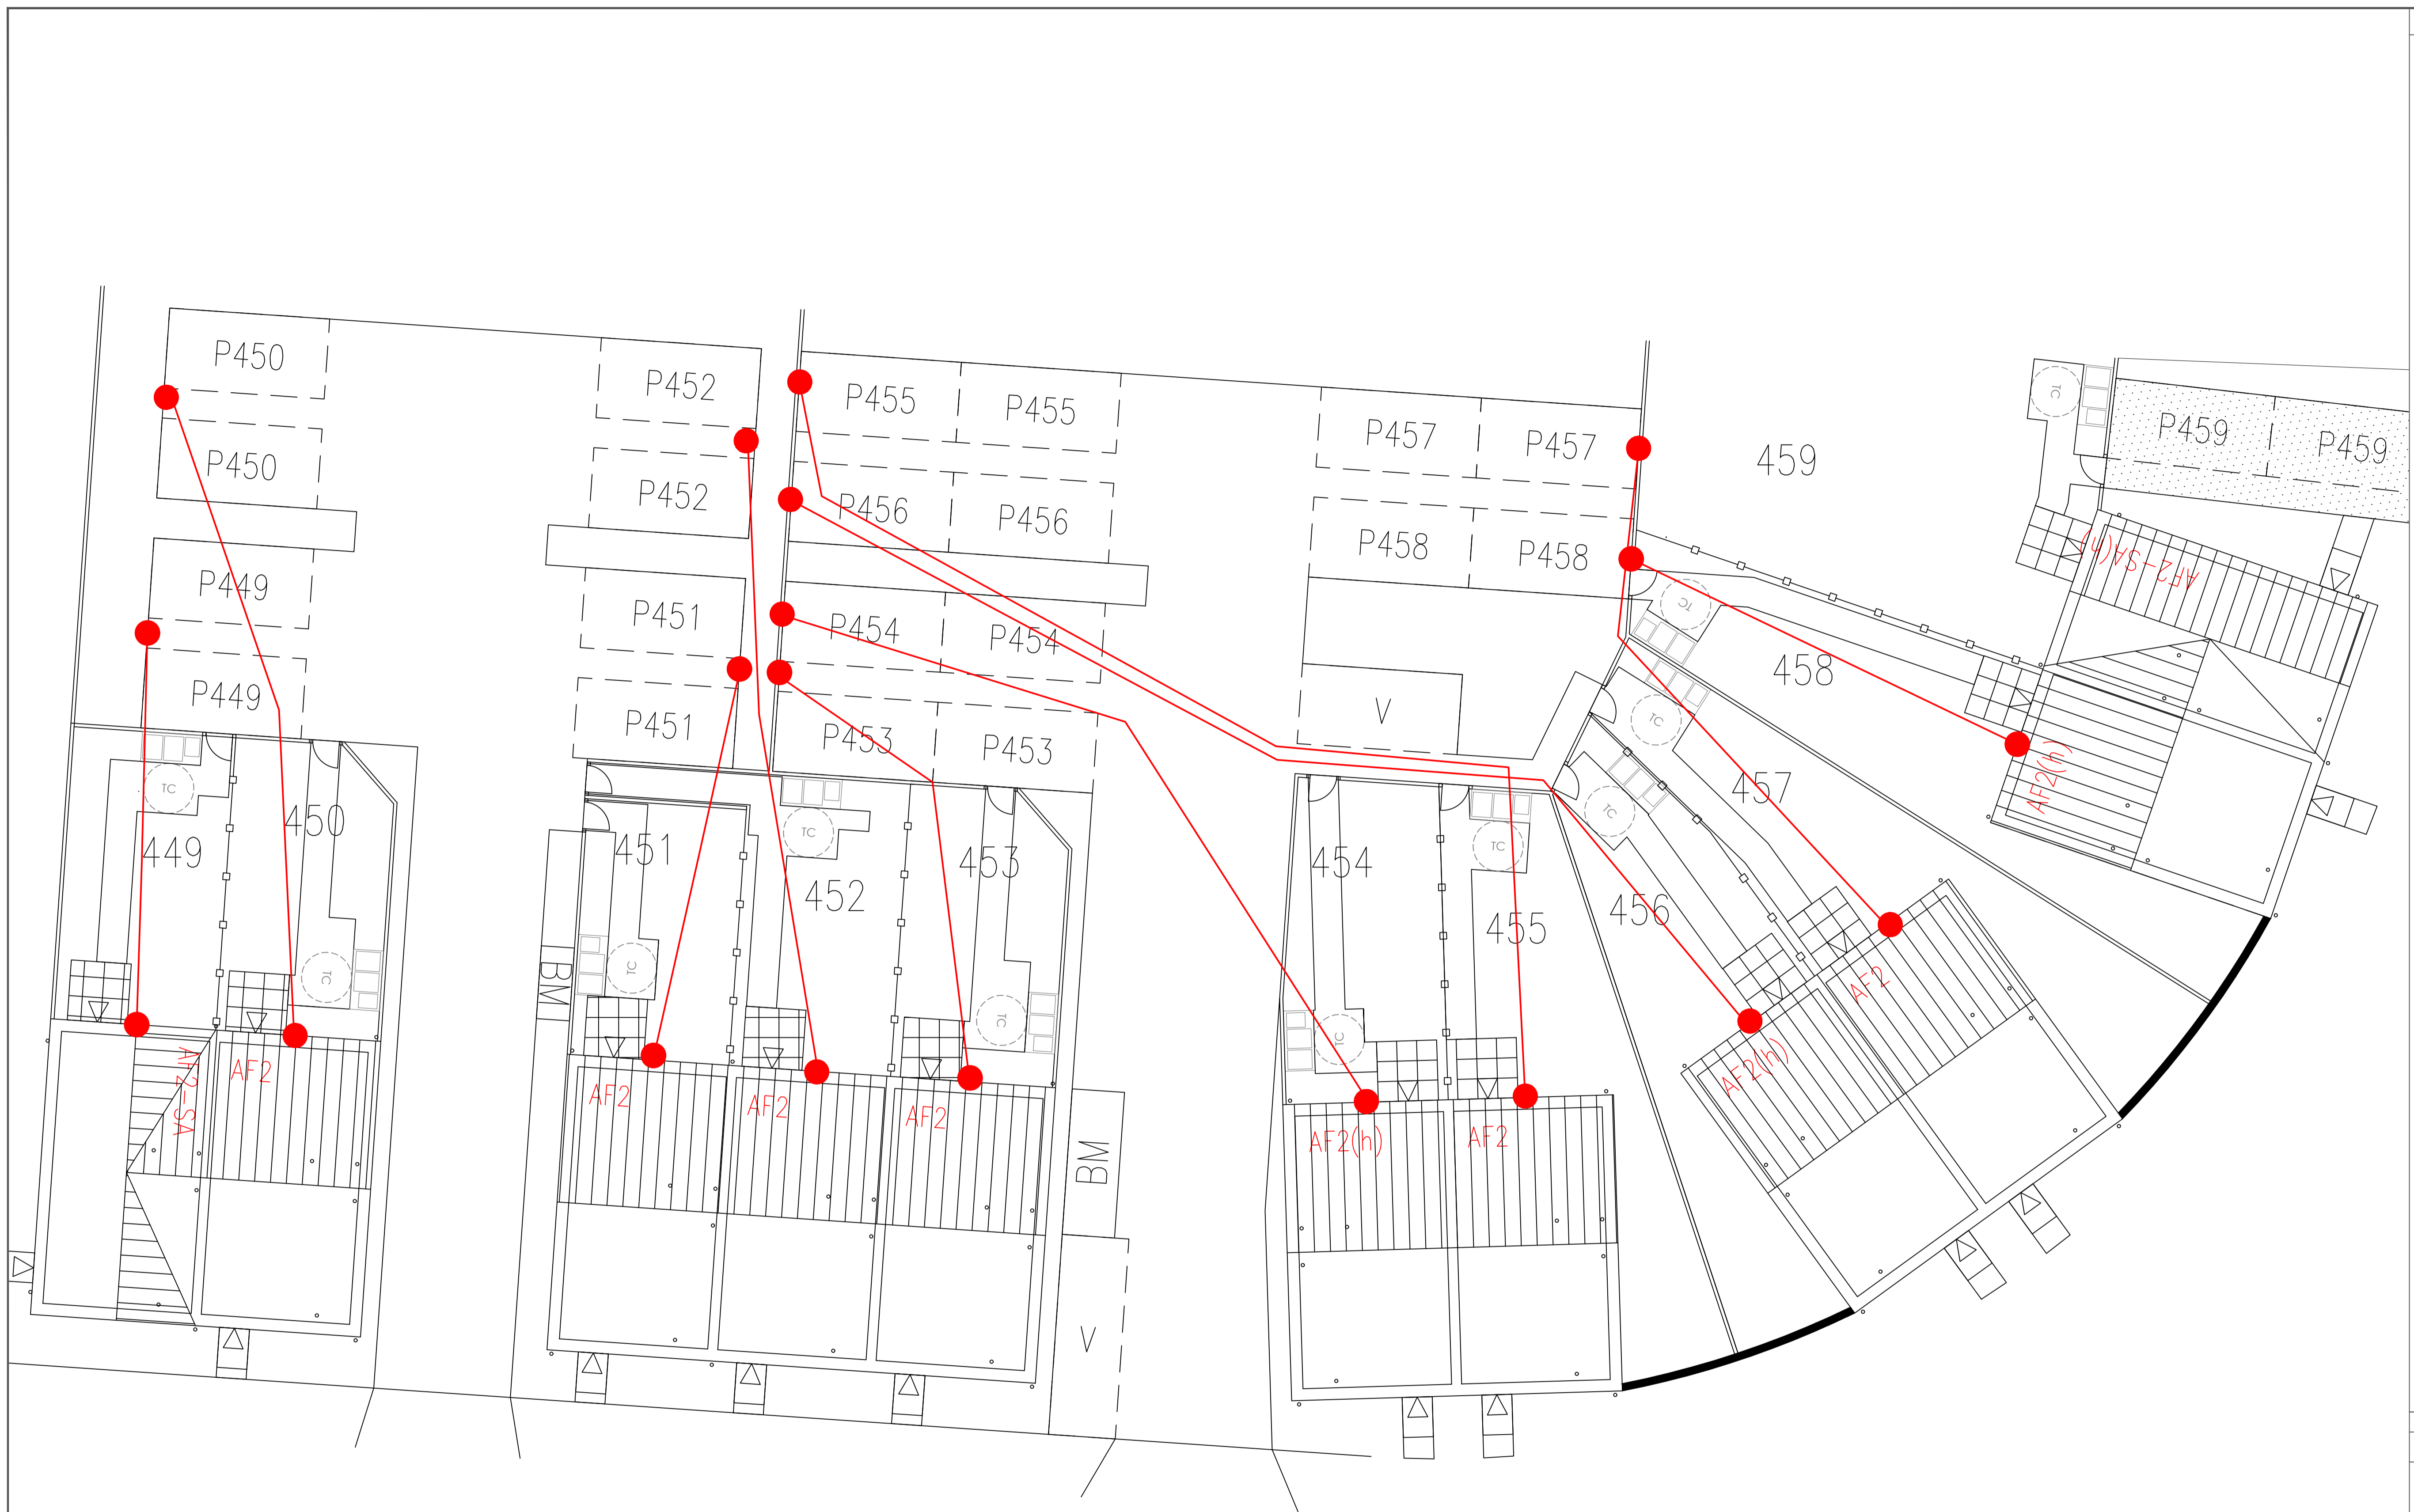 P450
P452
P455
P455
P457
P457
459
P459
P459
TC
P450
P452
P456
P456
P458
P458
AF2-SA(h)
P449
P451
P454
P454
TC
458
P449
P451
P453
P453
V
TC
457
AF2(h)
TC
TC
TC
TC
449
450
451
452
453
454
455
456
TC
TC
TC
TC
BM
AF2-SA
AF2
AF2
AF2
AF2
BM
AF2(h)
AF2
AF2(h)
AF2
V